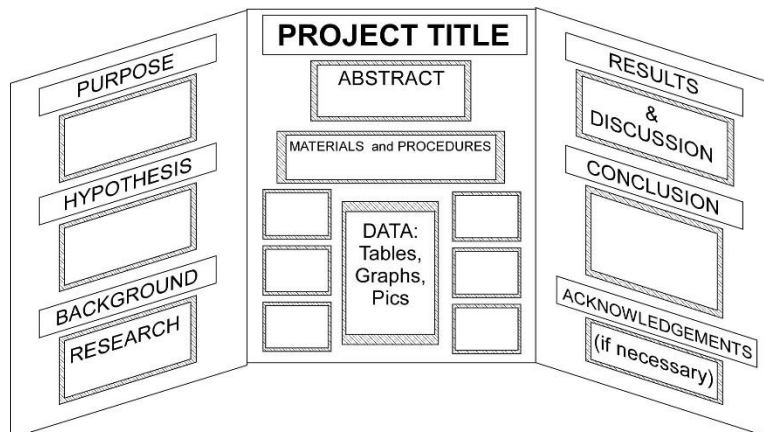 PURPOSE
HYPOTHESIS
BACKGROUND
RESEARCH
PROJECT TITLE
ABSTRACT
MATERIALS and PROCEDURES
DATA:
Tables,
Graphs,
Pics
RESULTS
&
DISCUSSION
CONCLUSION
ACKNOWLEDGEMENTS
(if necessary)